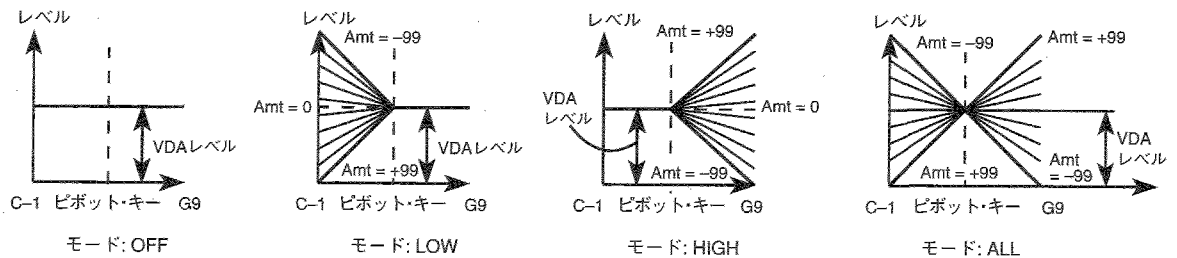 レベル
VDAレベル
C–1 ピボット・キー G9
モード: OFF
レベル
Amt = –99
Amt = 0
VDAレベル
Amt = +99
C–1 ピボット・キー G9
モード: LOW
レベル
Amt = +99
VDA
レベル
Amt = 0
Amt = –99
C–1 ピボット・キー G9
モード: HIGH
レベル
Amt = –99
Amt = +99
VDA
レベル
Amt = +99
Amt
= –99
C–1 ピボット・キー G9
モード: ALL